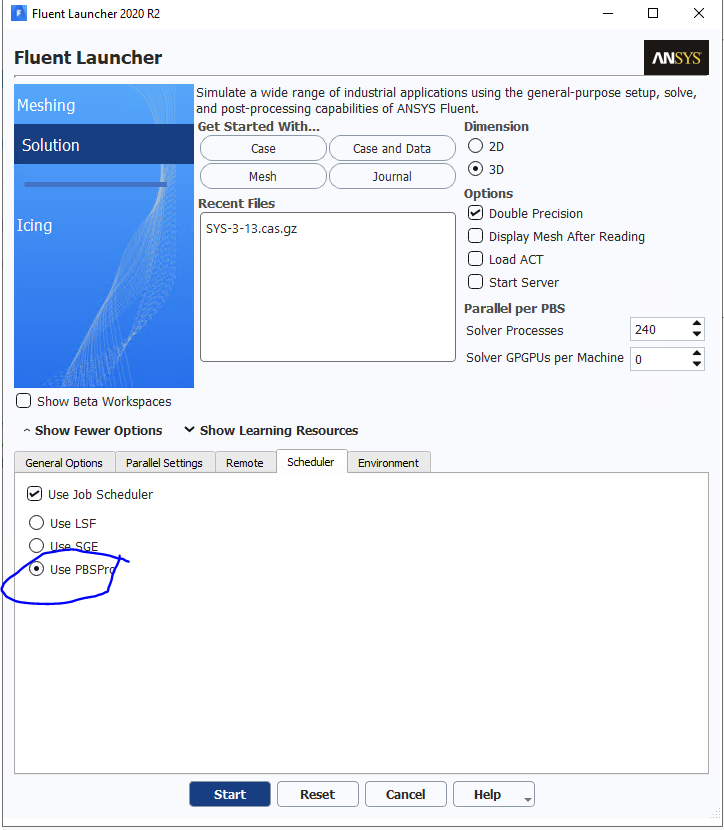 Fluent Launcher 2020 R2
Fluent Launcher
ANSYS
Meshing
Solution
Icing
Simulate a wide range of industrial applications using the general-purpose setup, solve,
and post-processing capabilities of ANSYS Fluent.
Get Started With...
Case
Case and Data
Mesh
Journal
Recent Files
SYS-3-13.cas.gz
Dimension
2D
3D
Options
Double Precision
Display Mesh After Reading
Load ACT
Start Server
Parallel per PBS
Solver Processes
240
Solver GPGPUs per Machine
0
Show Beta Workspaces
Show Fewer Options
Show Learning Resources
General Options
Parallel Settings
Remote
Scheduler
Environment
Use Job Scheduler
Use LSF
Use SGE
Use PBSPro
Start
Reset
Cancel
Help